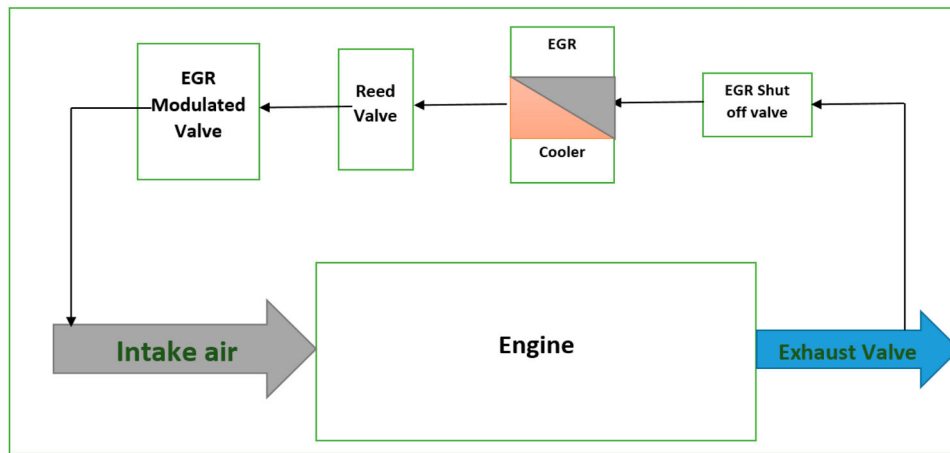 EGR
Modulated
Valve
Reed
Valve
EGR
Cooler
EGR Shut
off valve
Intake air
Engine
Exhaust Valve